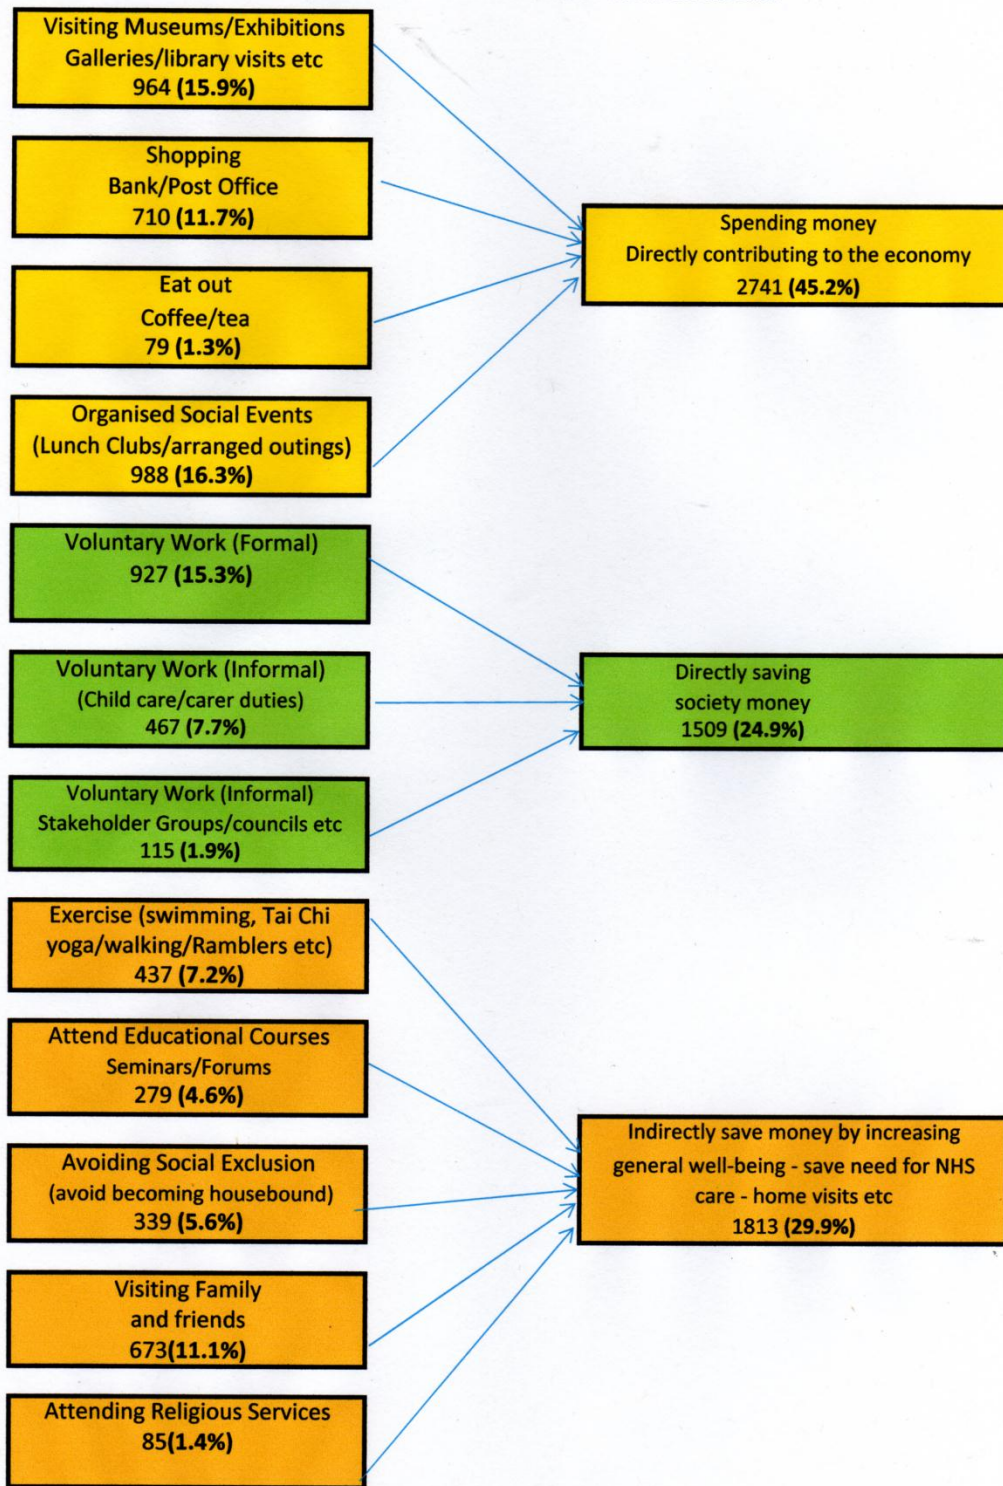 Visiting Museums/Exhibitions
Galleries/library visits etc
964 (15.9%)
Shopping
Bank/Post Office
710 (11.7%)
Eat out
Coffee/tea
79 (1.3%)
Organised Social Events
(Lunch Clubs/arranged outings)
988 (16.3%)
Spending money
Directly contributing to the economy
2741 (45.2%)
Voluntary Work (Formal)
927 (15.3%)
Voluntary Work (Informal)
(Child care/carer duties)
467 (7.7%)
Voluntary Work (Informal)
Stakeholder Groups/councils etc
115 (1.9%)
Directly saving
society money
1509 (24.9%)
Exercise (swimming, Tai Chi
yoga/walking/Ramblers etc)
437 (7.2%)
Attend Educational Courses
Seminars/Forums
279 (4.6%)
Avoiding Social Exclusion
(avoid becoming housebound)
339 (5.6%)
Visiting Family
and friends
673(11.1%)
Attending Religious Services
85(1.4%)
Indirectly save money by increasing
general well-being - save need for NHS
care - home visits etc
1813 (29.9%)